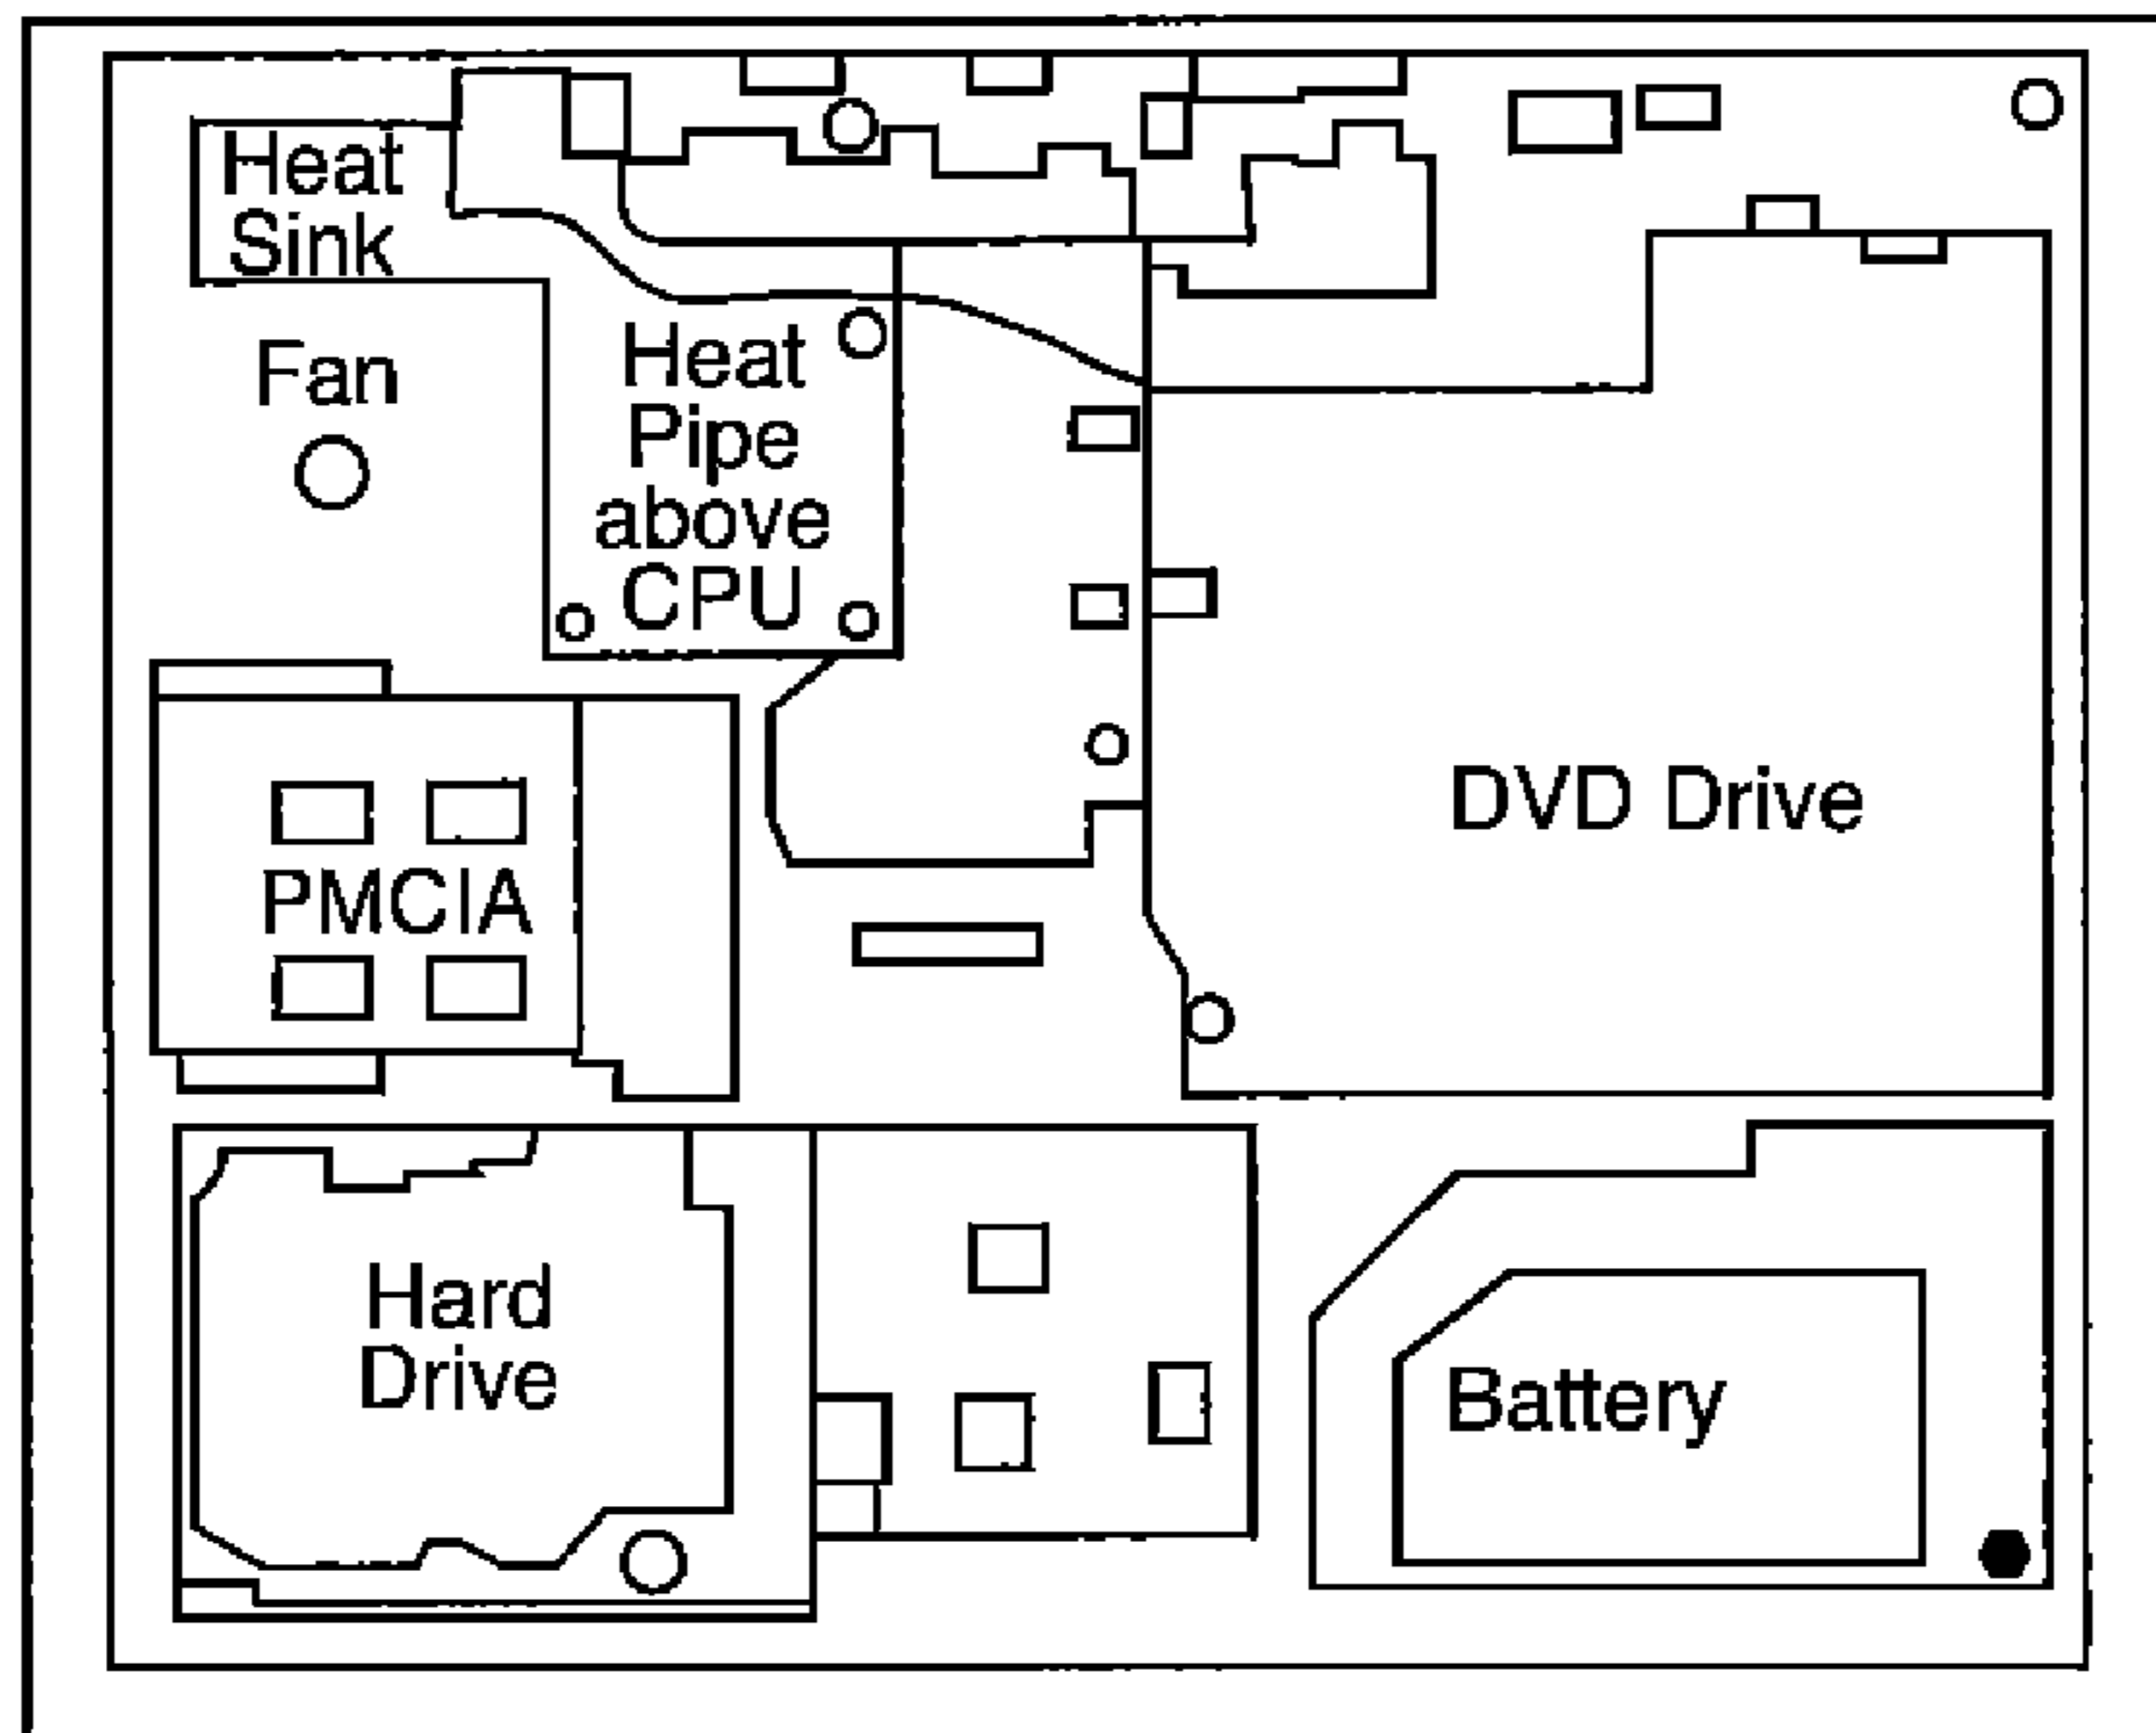 Heat
Sink
Fan
Heat
Pipe
above
CPU
DVD Drive
PMCIA
Hard
Drive
Battery